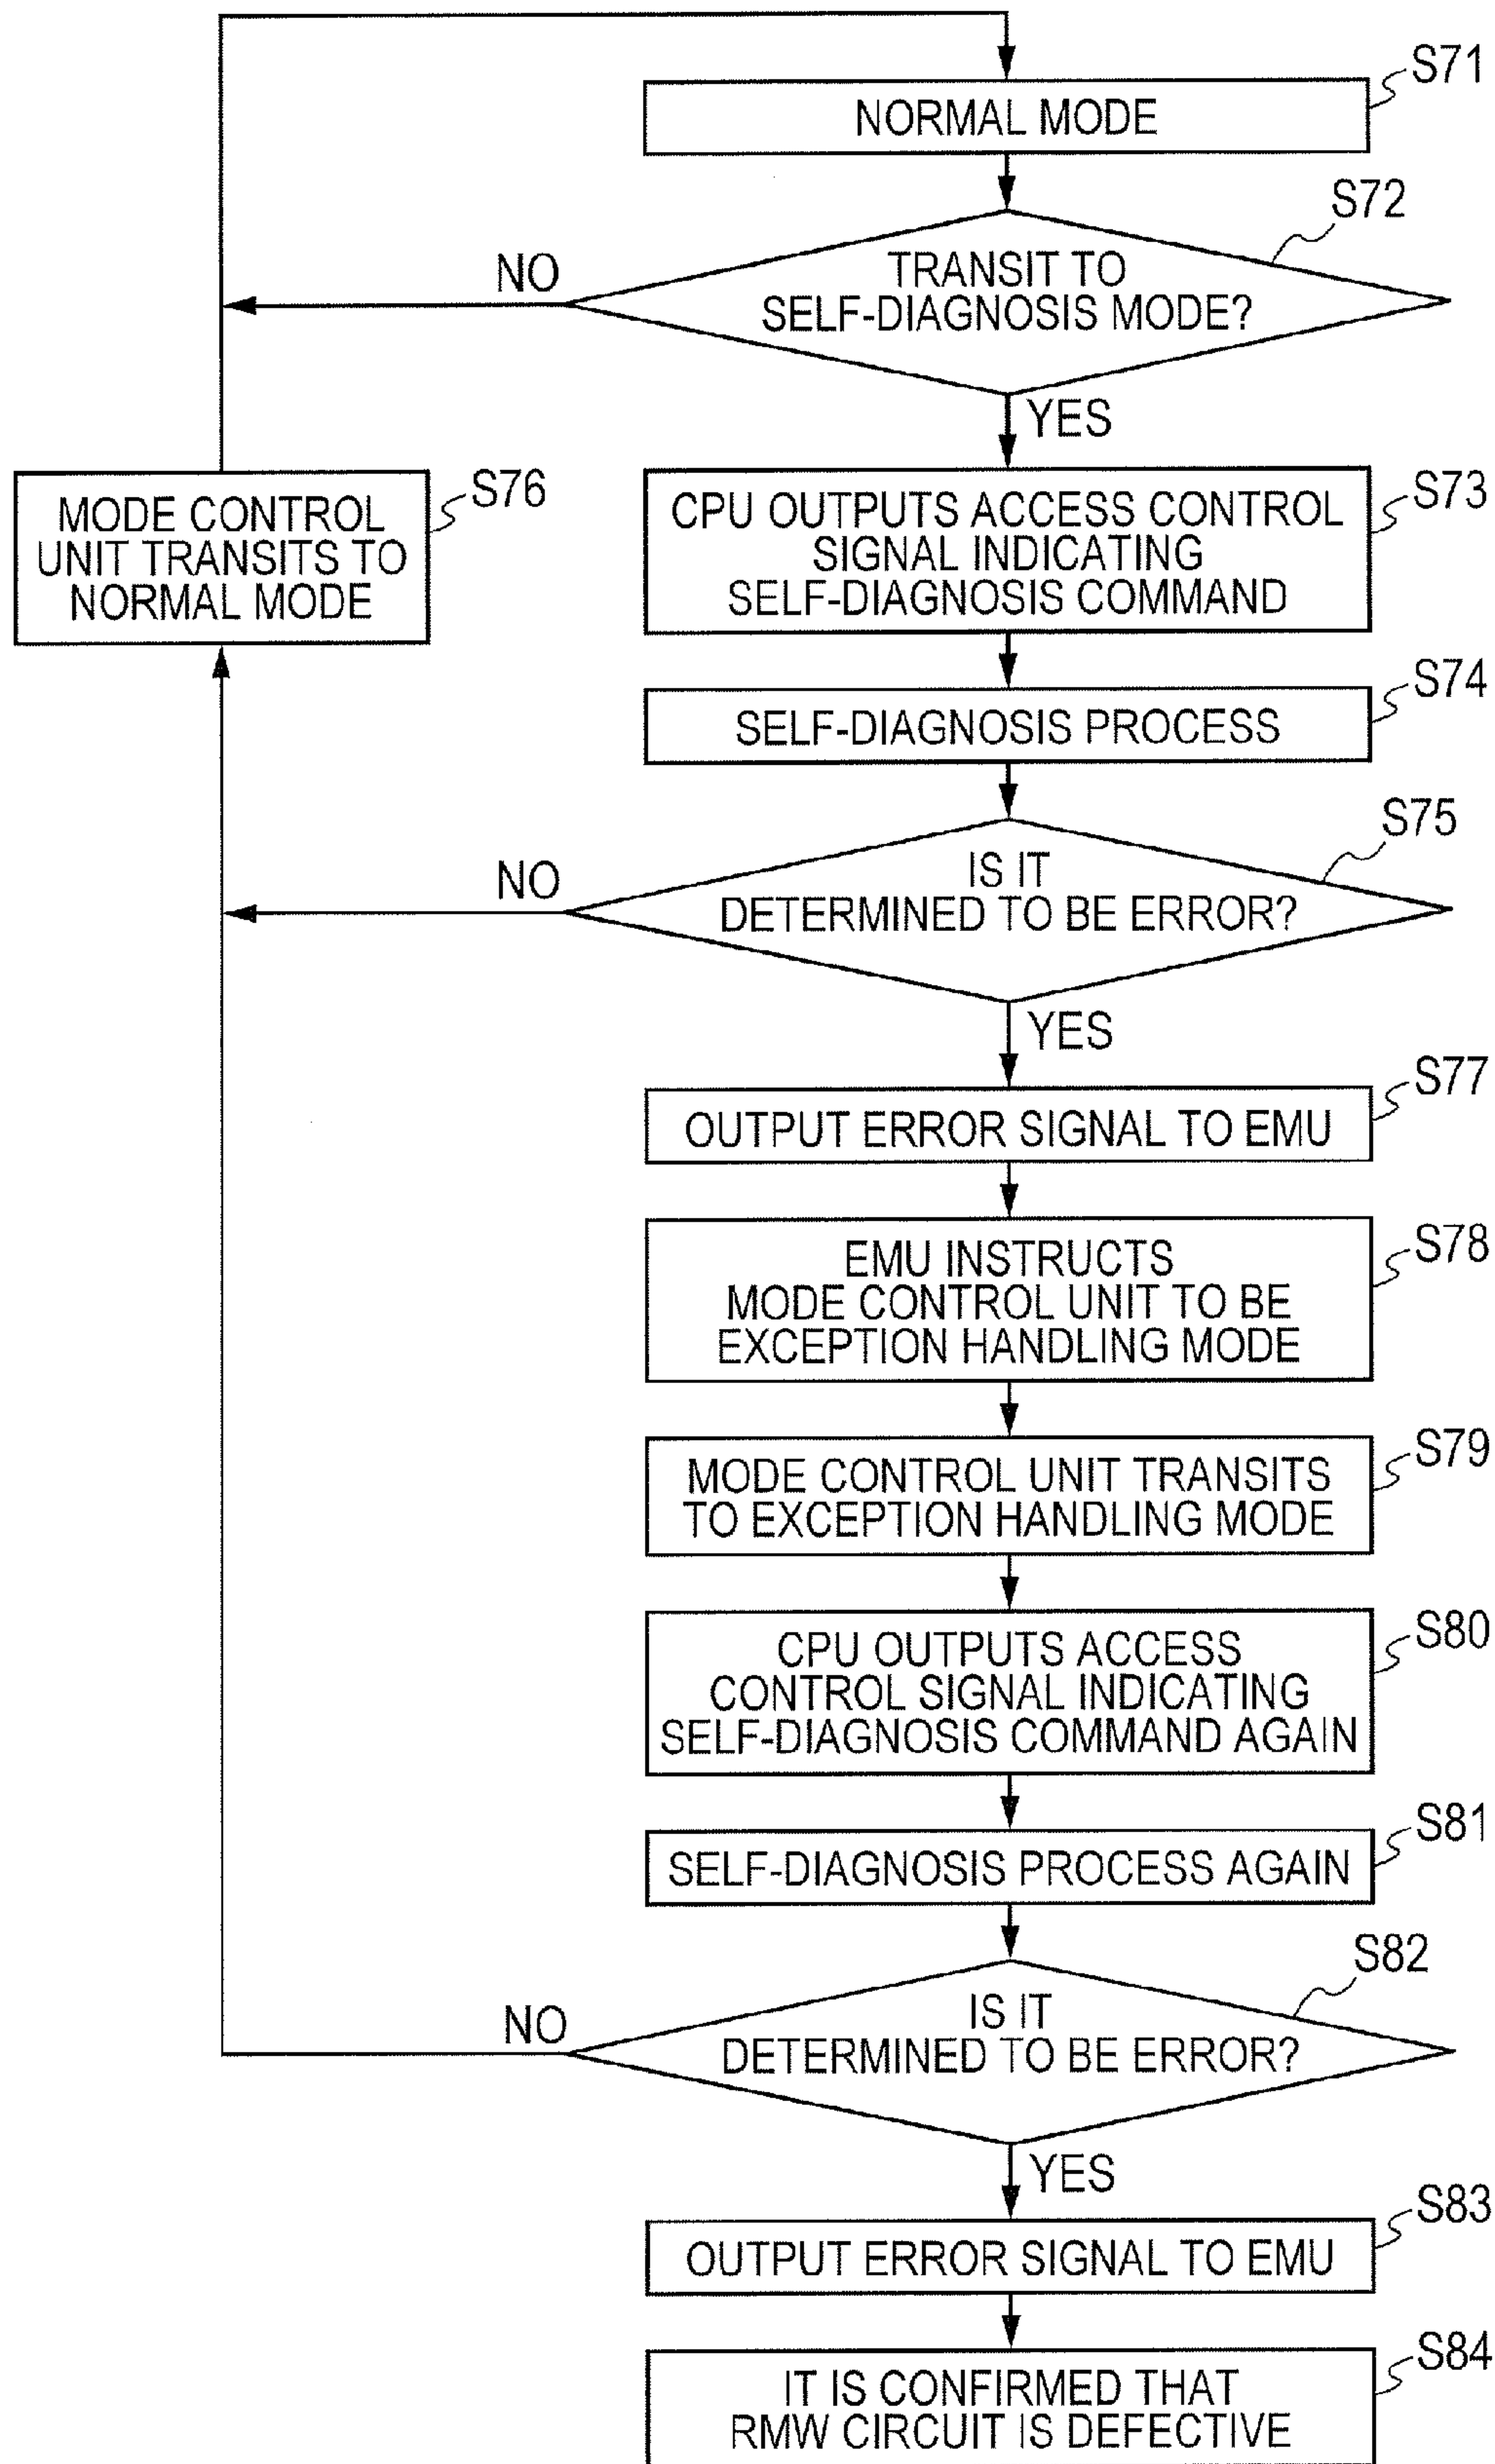 S71
NORMAL MODE
S72
TRANSIT TO
SELF-DIAGNOSIS MODE?
NO
YES
S73
CPU OUTPUTS ACCESS CONTROL
SIGNAL INDICATING
SELF-DIAGNOSIS COMMAND
S76
MODE CONTROL
UNIT TRANSITS TO
NORMAL MODE
S74
SELF-DIAGNOSIS PROCESS
S75
IS IT
DETERMINED TO BE ERROR?
NO
YES
S77
OUTPUT ERROR SIGNAL TO EMU
S78
EMU INSTRUCTS
MODE CONTROL UNIT TO BE
EXCEPTION HANDLING MODE
S79
MODE CONTROL UNIT TRANSITS
TO EXCEPTION HANDLING MODE
S80
CPU OUTPUTS ACCESS
CONTROL SIGNAL INDICATING
SELF-DIAGNOSIS COMMAND AGAIN
S81
SELF-DIAGNOSIS PROCESS AGAIN
S82
IS IT
DETERMINED TO BE ERROR?
NO
YES
S83
OUTPUT ERROR SIGNAL TO EMU
S84
IT IS CONFIRMED THAT
RMW CIRCUIT IS DEFECTIVE